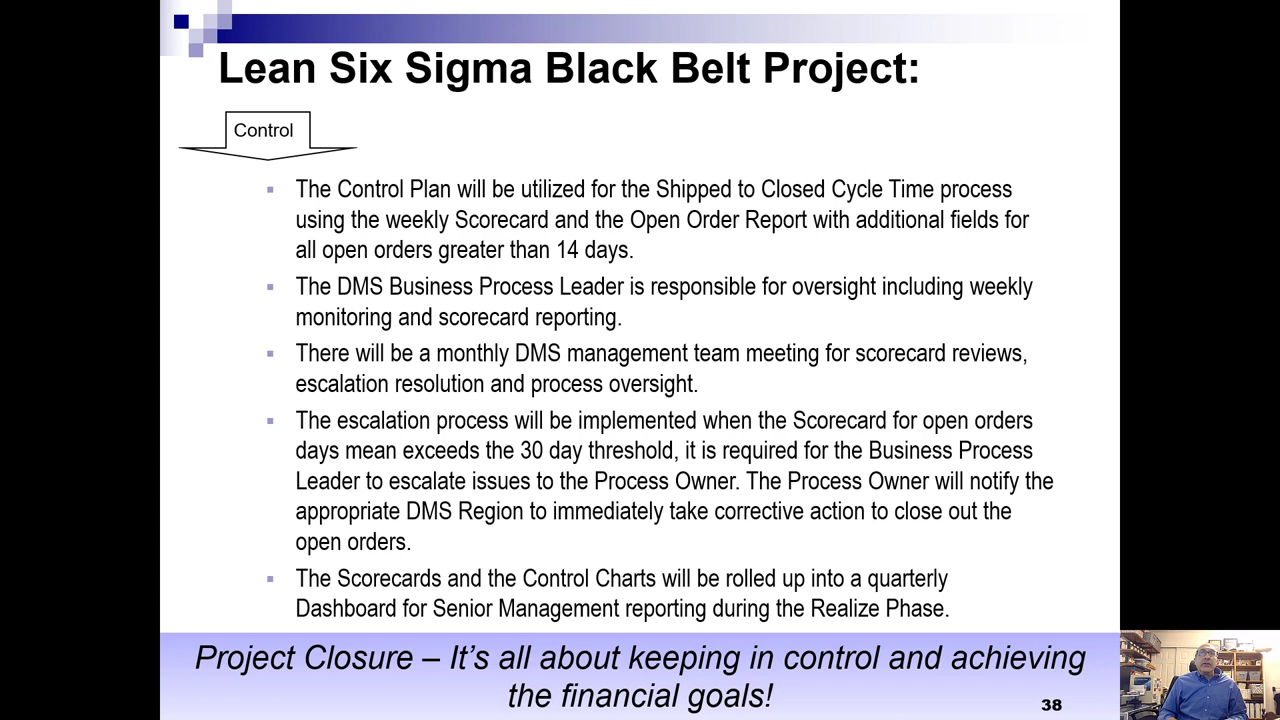 Lean Six Sigma Black Belt Project:
Control
▪ The Control Plan will be utilized for the Shipped to Closed Cycle Time process
using the weekly Scorecard and the Open Order Report with additional fields for
all open orders greater than 14 days.
▪ The DMS Business Process Leader is responsible for oversight including weekly
monitoring and scorecard reporting.
▪ There will be a monthly DMS management team meeting for scorecard reviews,
escalation resolution and process oversight.
▪ The escalation process will be implemented when the Scorecard for open orders
days mean exceeds the 30 day threshold, it is required for the Business Process
Leader to escalate issues to the Process Owner. The Process Owner will notify the
appropriate DMS Region to immediately take corrective action to close out the
open orders.
▪ The Scorecards and the Control Charts will be rolled up into a quarterly
Dashboard for Senior Management reporting during the Realize Phase.
Project Closure – It's all about keeping in control and achieving
the financial goals!
38